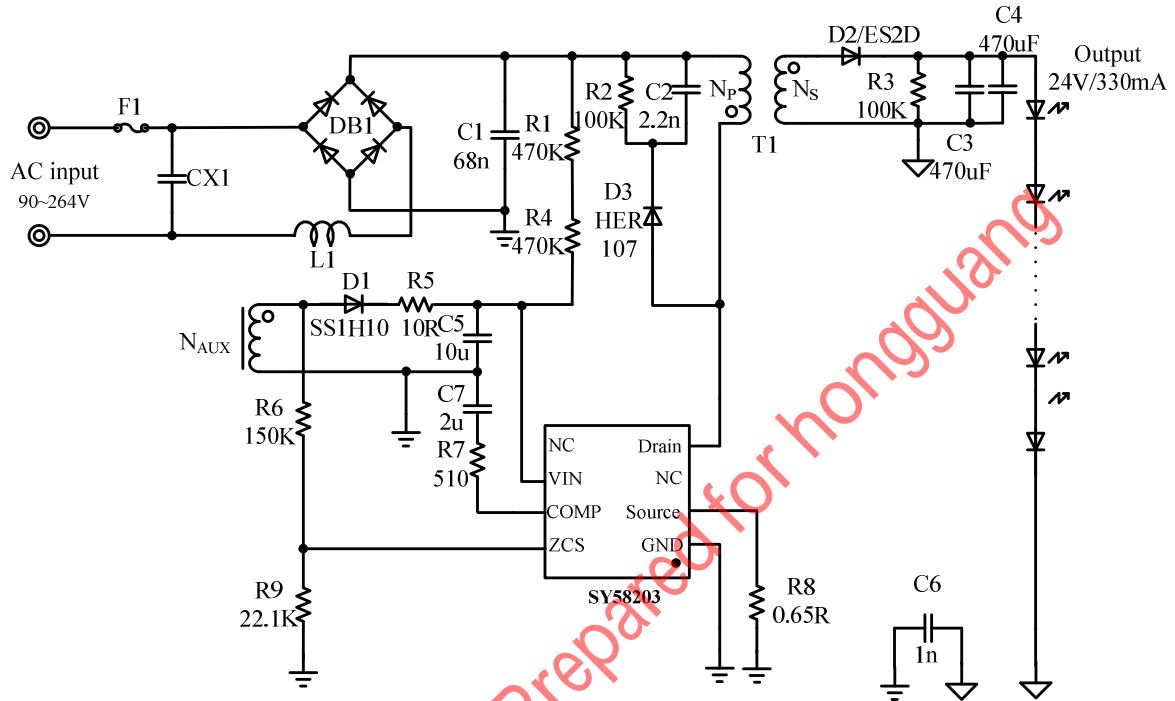 C4
470uF
D2/ES2D
Output
24V/330mA
F1
DB1
C1
68n
R1
470K
R2
100K
C2
2.2n
NP
NS
T1
R3
100K
C3
470uF
AC input
90~264V
CX1
L1
R4
470K
D3
HER
107
D1
SS1H10
R5
10R
C5
10u
NAUX
C7
2u
R6
150K
R7
510
NC
VIN
COMP
ZCS
Drain
NC
Source
GND
SY58203
R9
22.1K
R8
0.65R
C6
1n
Prepared for hongguang